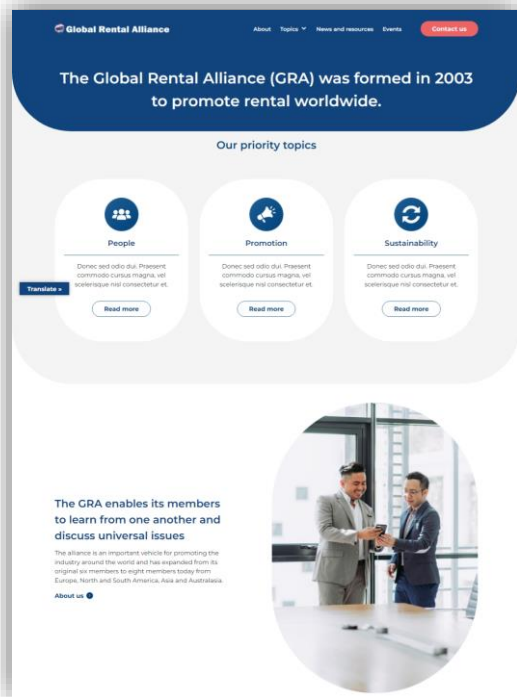 Global Rental Alliance
About Topics News and resources Events Contact us
The Global Rental Alliance (GRA) was formed in 2003
to promote rental worldwide.
Our priority topics
People
Donec sed odio dui. Praesent
commodo cursus magna, vel
scelerisque nisl consectetur et.
Read more
Promotion
Donec sed odio dui. Praesent
commodo cursus magna, vel
scelerisque nisl consectetur et.
Read more
Sustainability
Donec sed odio dui. Praesent
commodo cursus magna, vel
scelerisque nisl consectetur et.
Read more
Translate »
The GRA enables its members
to learn from one another and
discuss universal issues
The alliance is an important vehicle for promoting the
industry around the world and has expanded from its
original six members to eight members today from
Europe, North and South America, Asia and Australasia.
About us